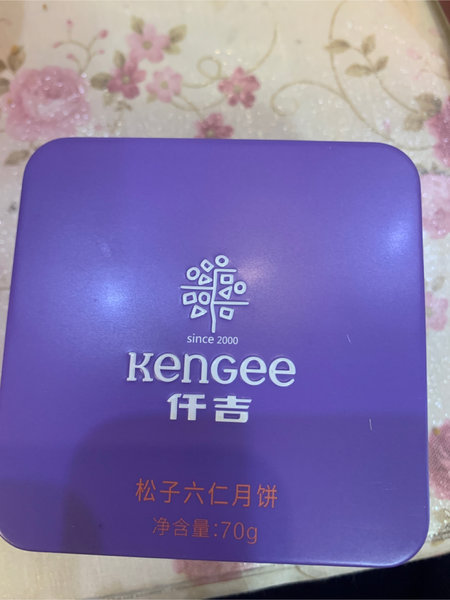 since 2000
KenGee
仟吉
松子六仁月饼
净含量:70g